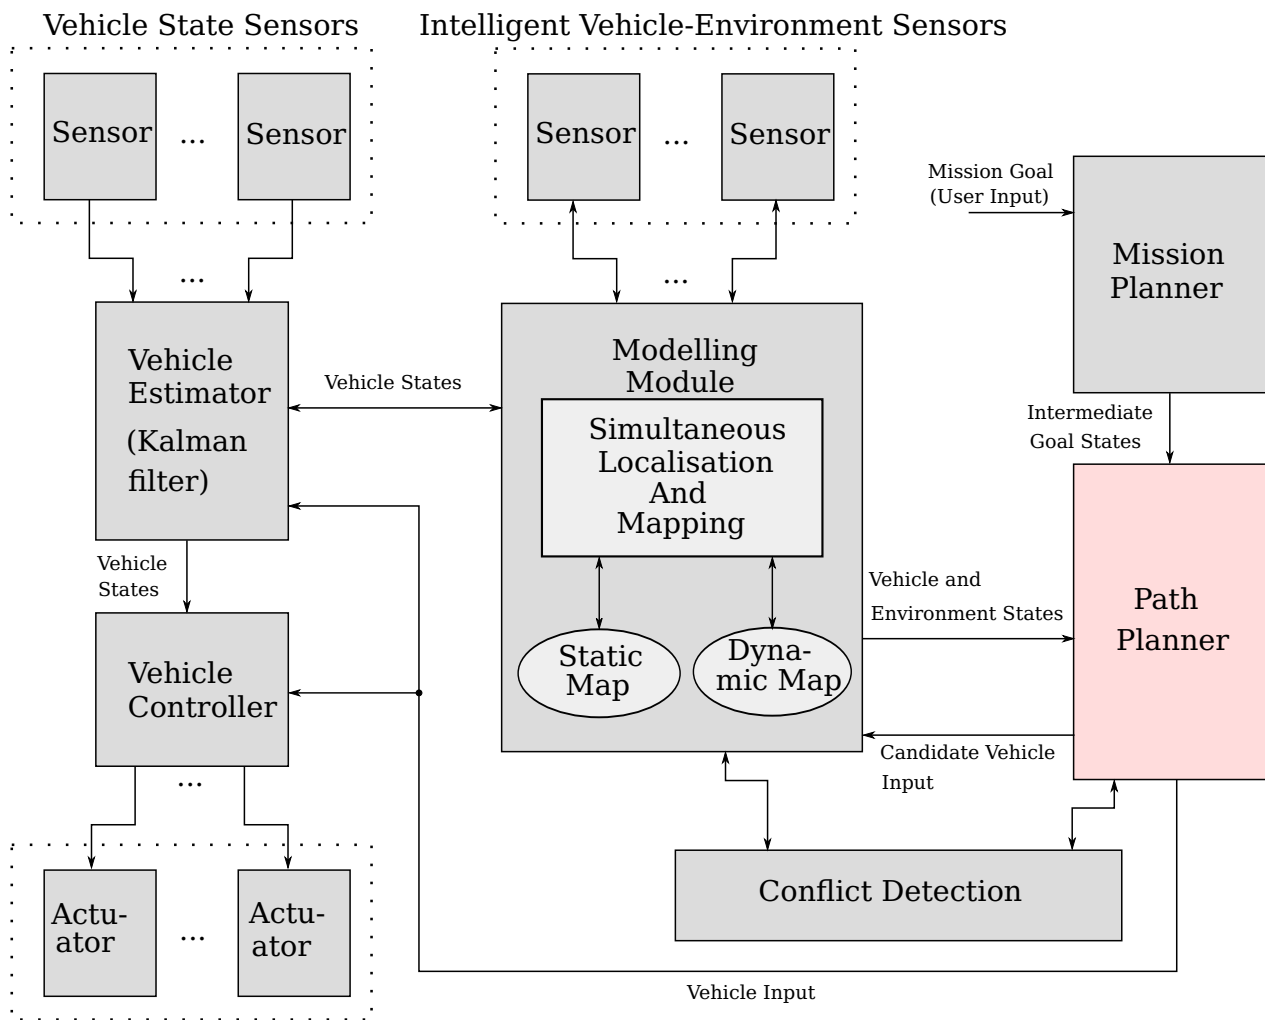 Vehicle State Sensors
Intelligent Vehicle-Environment Sensors
Sensor
...
Sensor
Sensor
...
Sensor
Mission Goal
(User Input)
Mission
Planner
...
...
Vehicle
Estimator
(Kalman
filter)
Vehicle States
Modelling
Module
Simultaneous
Localisation
And
Mapping
Intermediate
Goal States
Vehicle
States
Vehicle and
Environment States
Path
Planner
Static
Map
Dyna-
mic Map
Vehicle
Controller
Candidate Vehicle
Input
...
Conflict Detection
Actu-
ator
...
Actu-
ator
Vehicle Input